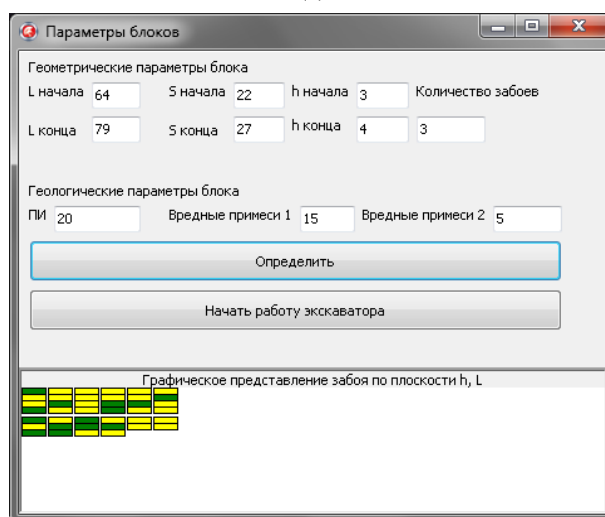 Параметры блоков
Геометрические параметры блока
L начала 64 S начала 22 h начала 3 Количество забоев
L конца 79 S конца 27 h конца 4 3
Геологические параметры блока
ПИ 20 Вредные примеси 1 15 Вредные примеси 2 5
Определить
Начать работу экскаватора
Графическое представление забоя по плоскости h, L